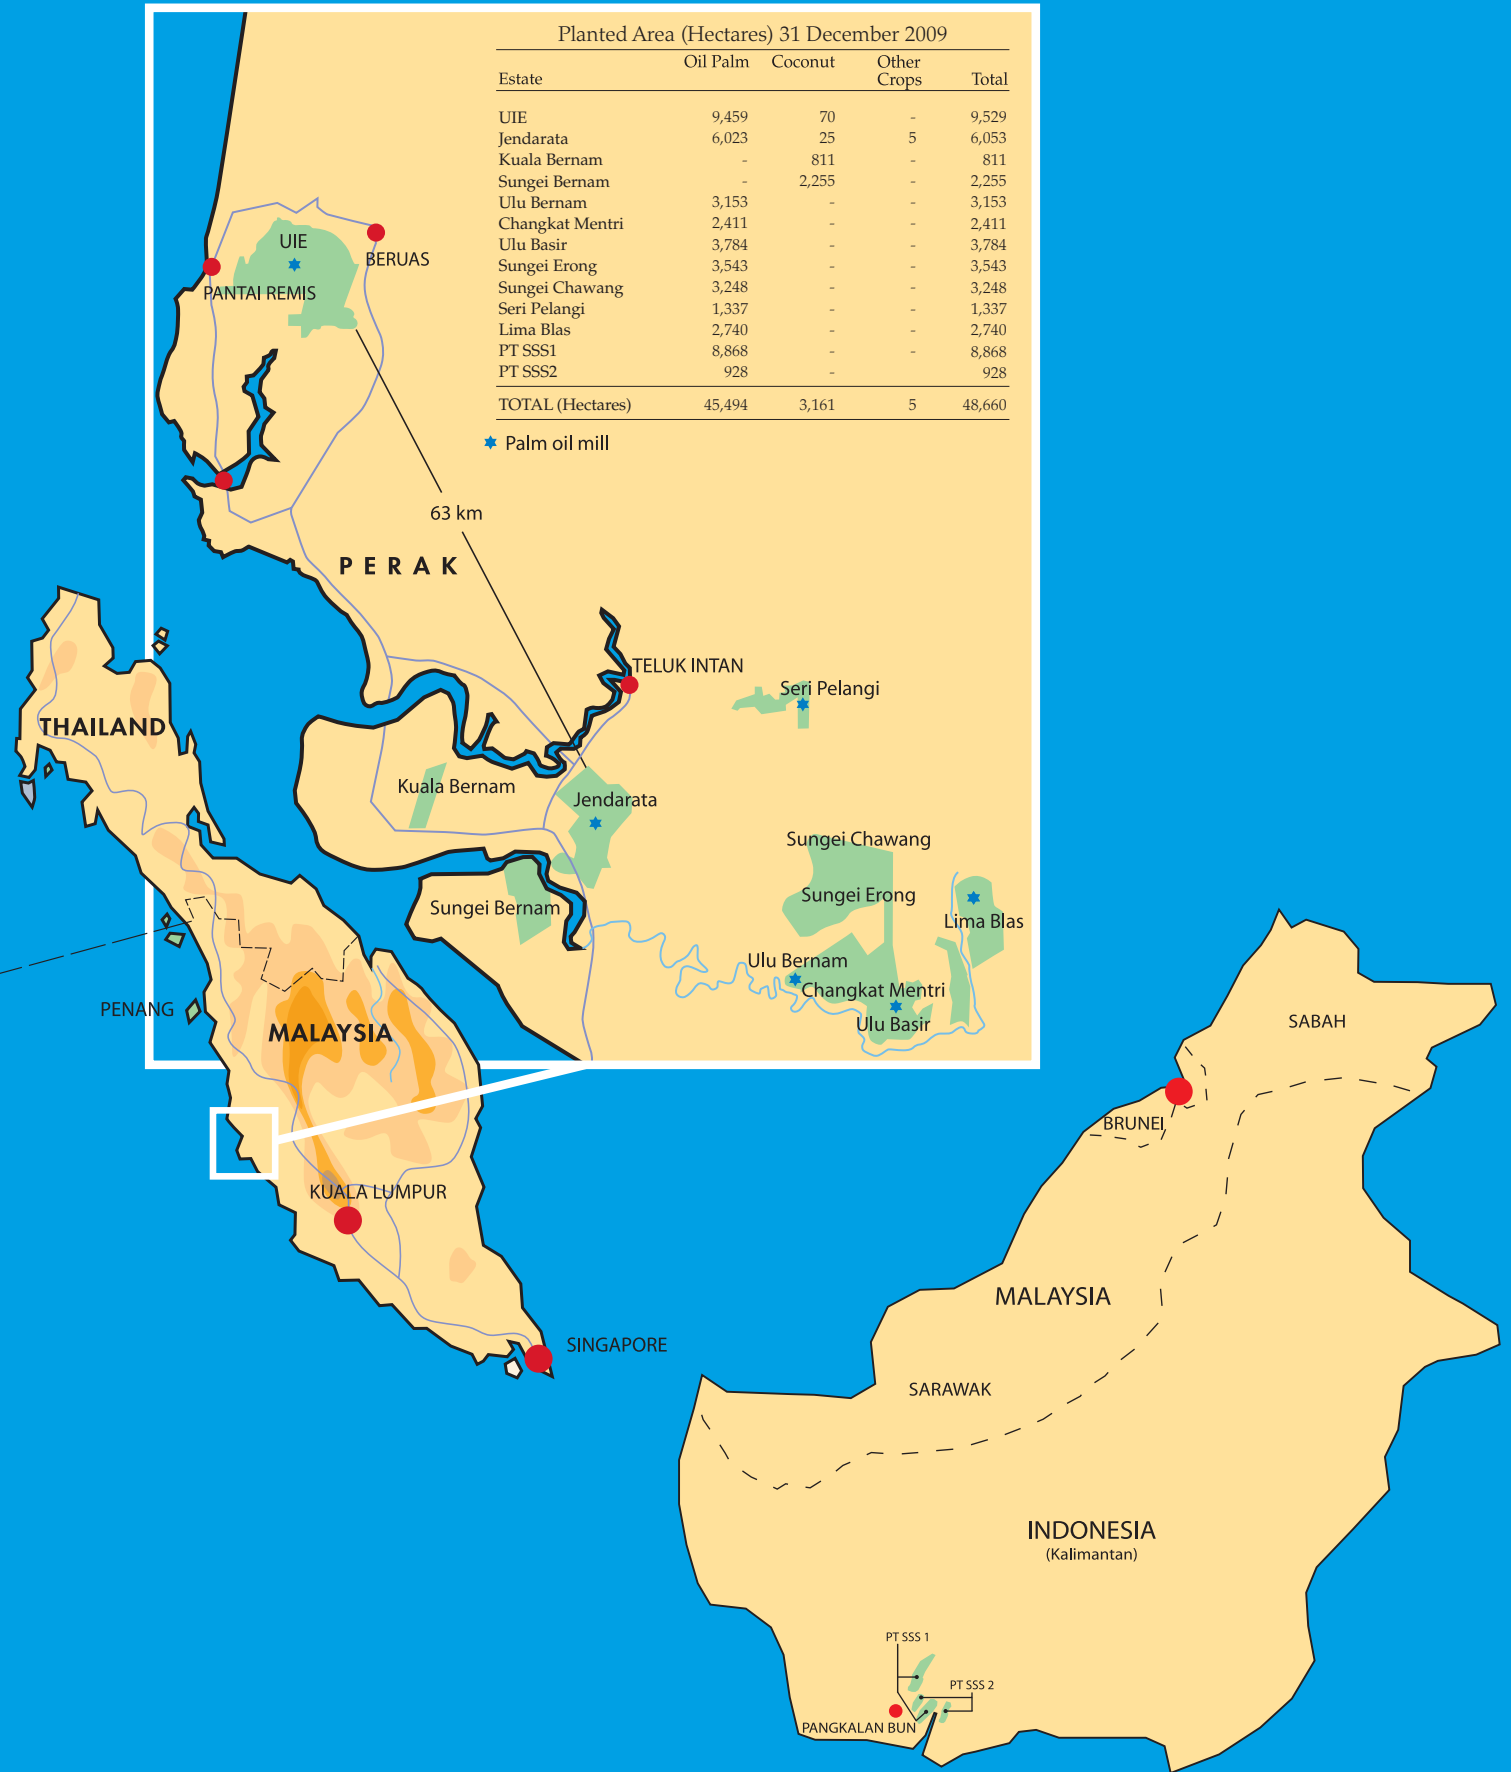 Planted Area (Hectares) 31 December 2009
Estate Oil Palm Coconut Other Crops Total
UIE 9,459 70 - 9,529
Jendarata 6,023 25 5 6,053
Kuala Bernam - 811 - 811
Sungei Bernam - 2,255 - 2,255
Ulu Bernam 3,153 - - 3,153
Changkat Mentri 2,411 - - 2,411
Ulu Basir 3,784 - - 3,784
Sungei Erong 3,543 - - 3,543
Sungei Chawang 3,248 - - 3,248
Seri Pelangi 1,337 - - 1,337
Lima Blas 2,740 - - 2,740
PT SSS1 8,868 - - 8,868
PT SSS2 928 - 928
TOTAL (Hectares) 45,494 3,161 5 48,660
Palm oil mill
UIE
BERUAS
PANTAI REMIS
63 km
PERAK
TELUK INTAN
Seri Pelangi
THAILAND
Kuala Bernam
Jendarata
Sungei Chawang
Sungei Erong
Sungei Bernam
Lima Blas
Ulu Bernam
Changkat Mentri
Ulu Basir
PENANG
MALAYSIA
KUALA LUMPUR
SINGAPORE
SABAH
BRUNEI
MALAYSIA
SARAWAK
INDONESIA
(Kalimantan)
PT SSS 1
PT SSS 2
PANGKALAN BUN